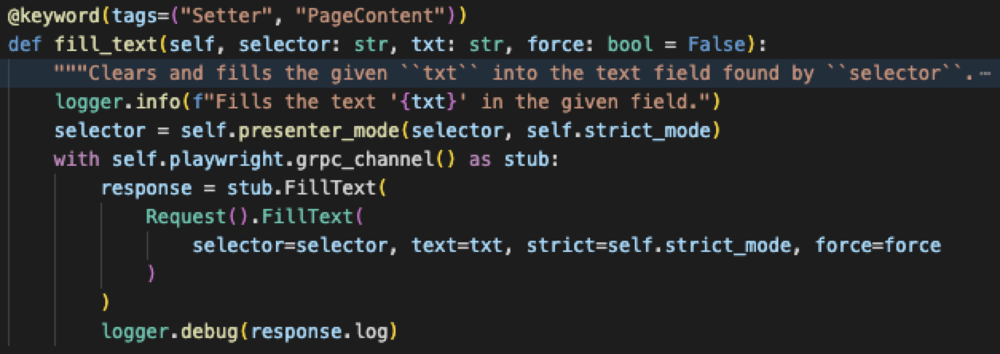 @keyword(tags=("Setter", "PageContent"))
def fill_text(self, selector: str, txt: str, force: bool = False):
    """Clears and fills the given ``txt`` into the text field found by ``selector``.⋯
    logger.info(f"Fills the text '{txt}' in the given field.")
    selector = self.presenter_mode(selector, self.strict_mode)
    with self.playwright.grpc_channel() as stub:
        response = stub.FillText(
            Request().FillText(
                selector=selector, text=txt, strict=self.strict_mode, force=force
            )
        )
        logger.debug(response.log)